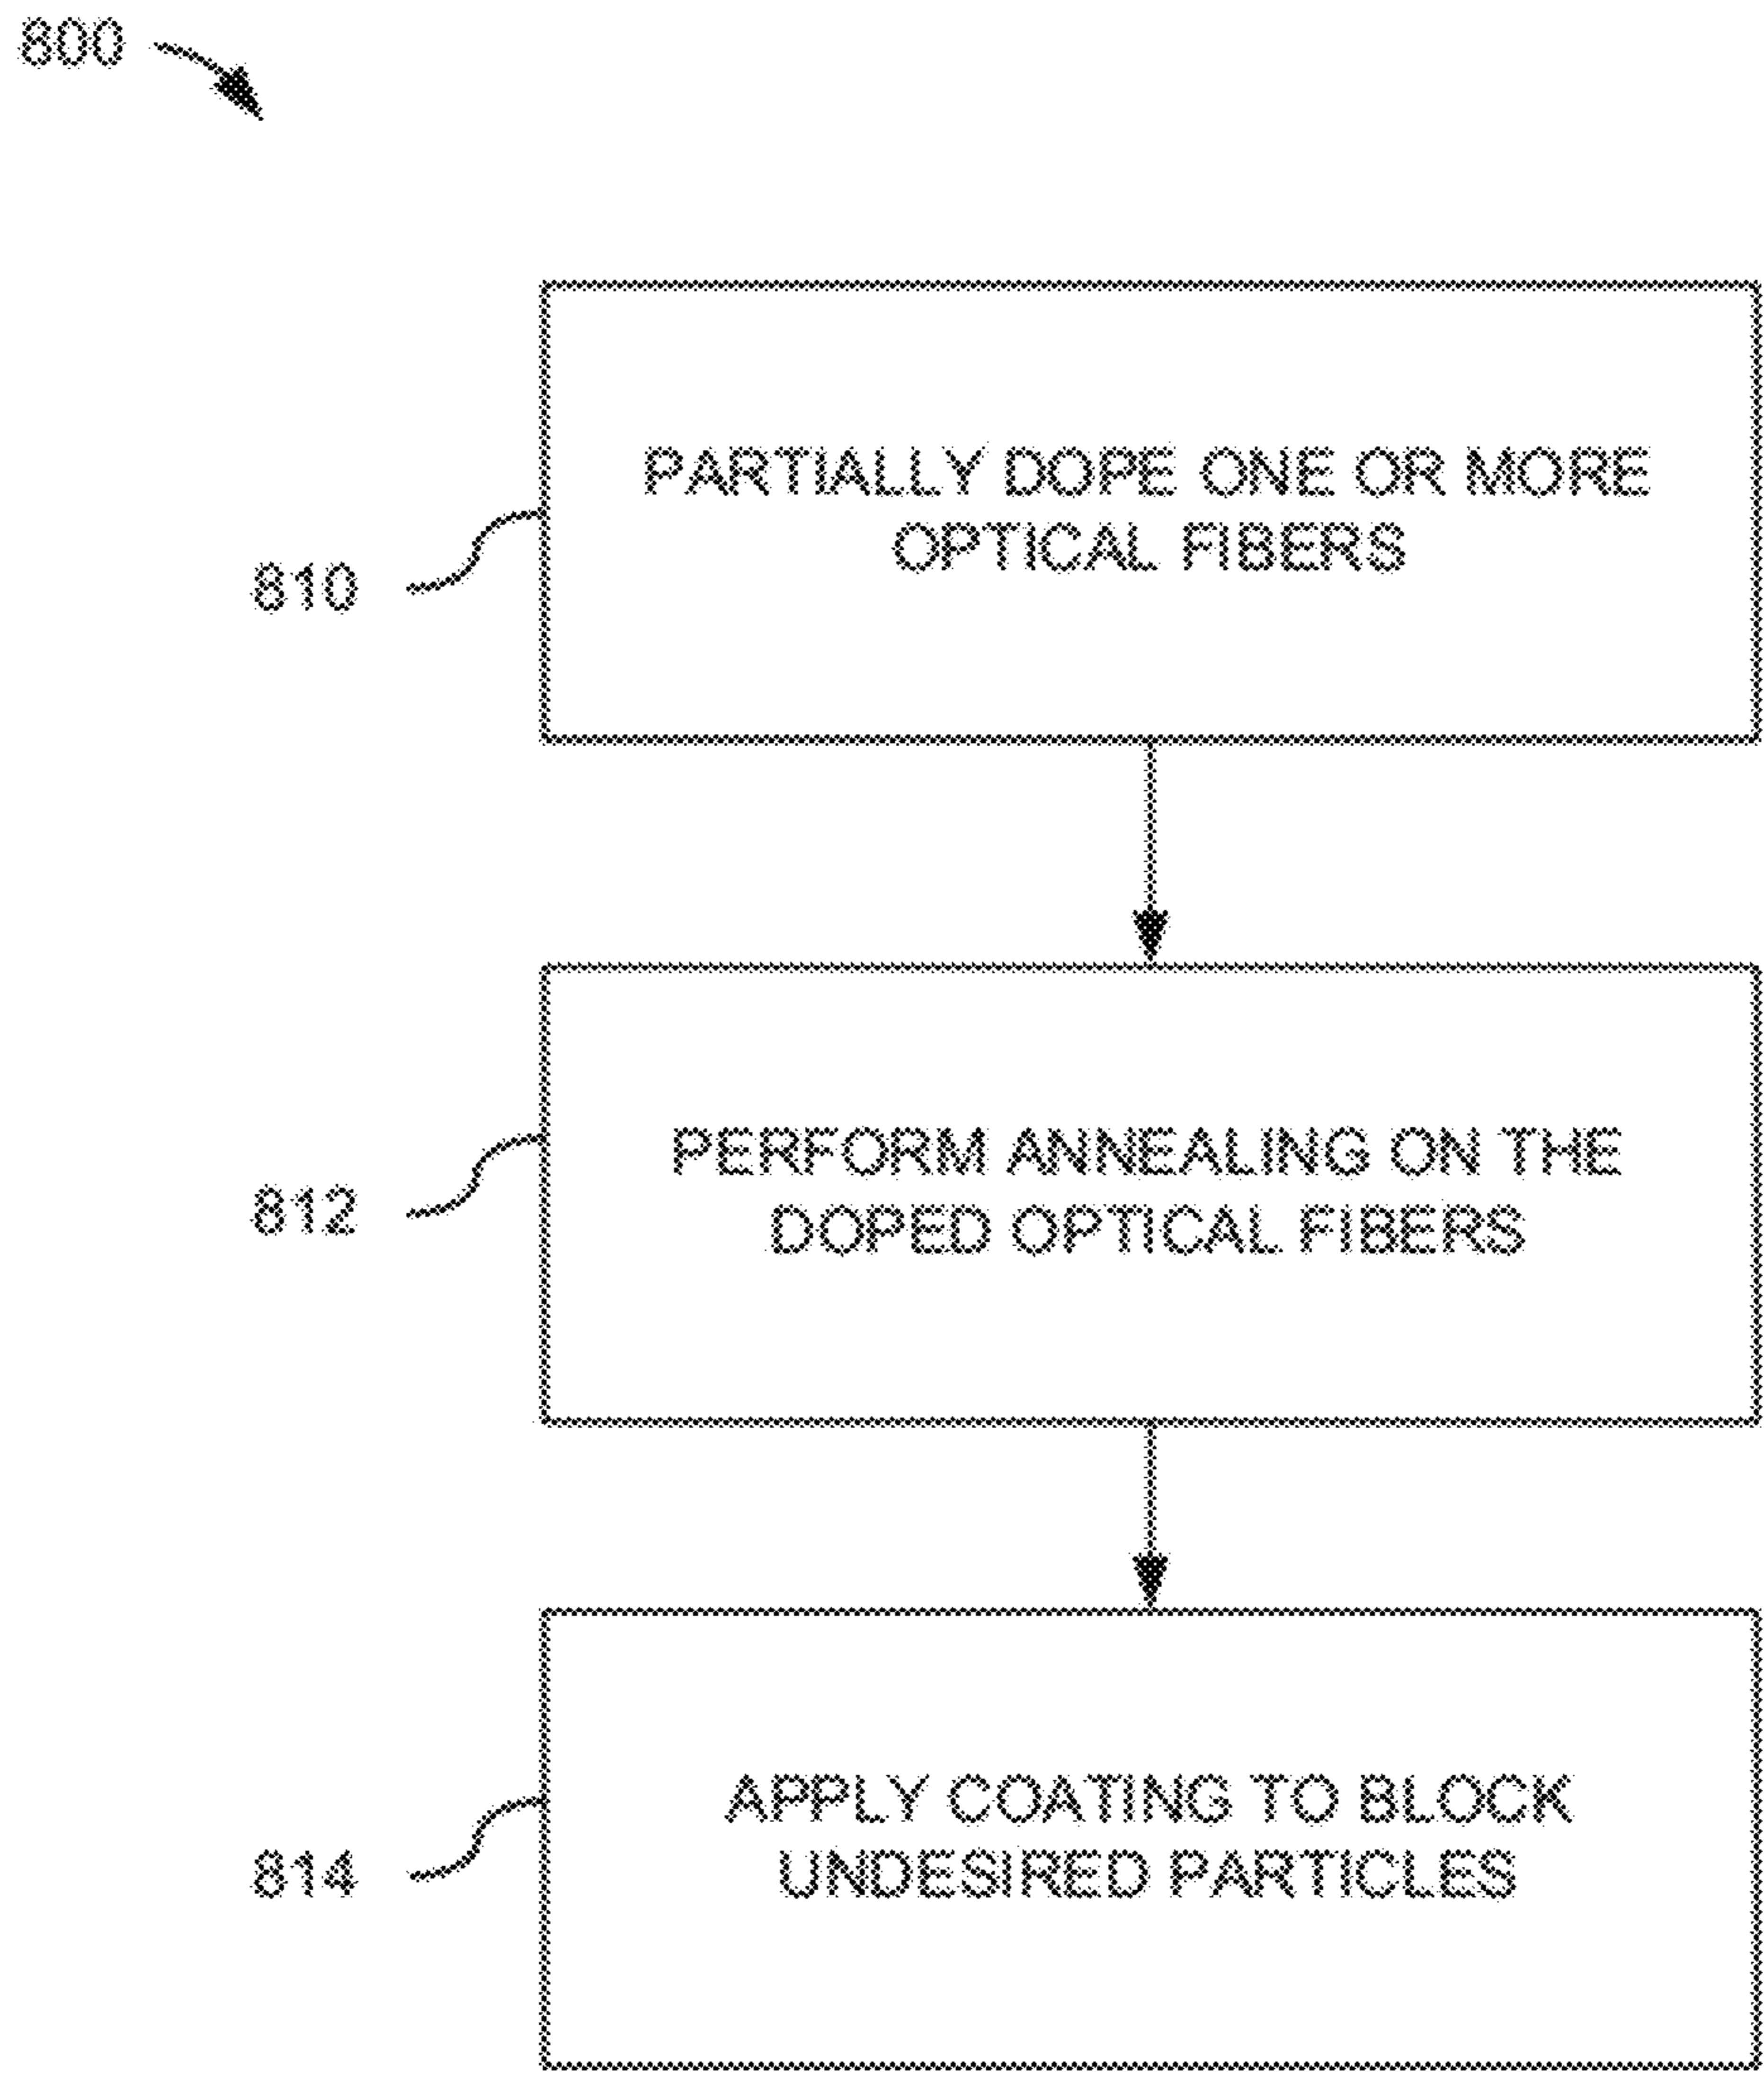 800
PARTIALLY DOPE ONE OR MORE
OPTICAL FIBERS
810
PERFORM ANNEALING ON THE
DOPED OPTICAL FIBERS
812
APPLY COATING TO BLOCK
UNDESIRED PARTICLES
814